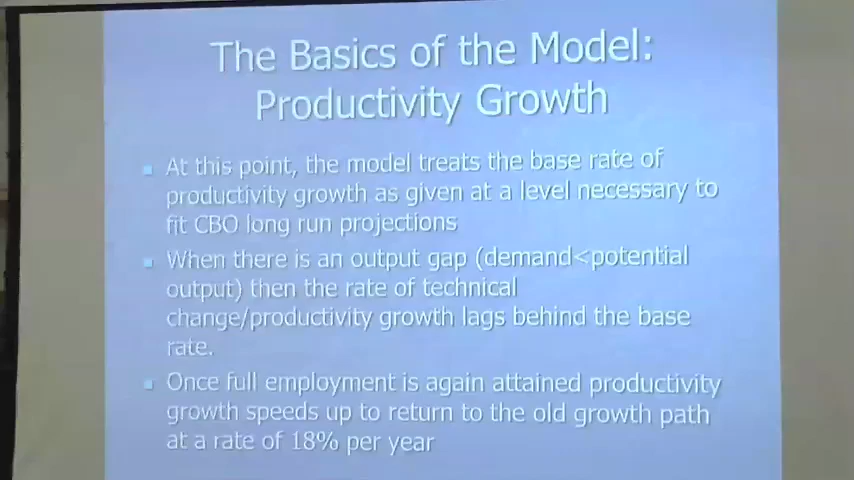 The Basics of the Model:
Productivity Growth
At this point, the model treats the base rate of
productivity growth as given at a level necessary to
fit CBO long run projections
When there is an output gap (demand<potential
output) then the rate of technical
change/productivity growth lags behind the base
rate.
Once full employment is again attained productivity
growth speeds up to return to the old growth path
at a rate of 18% per year